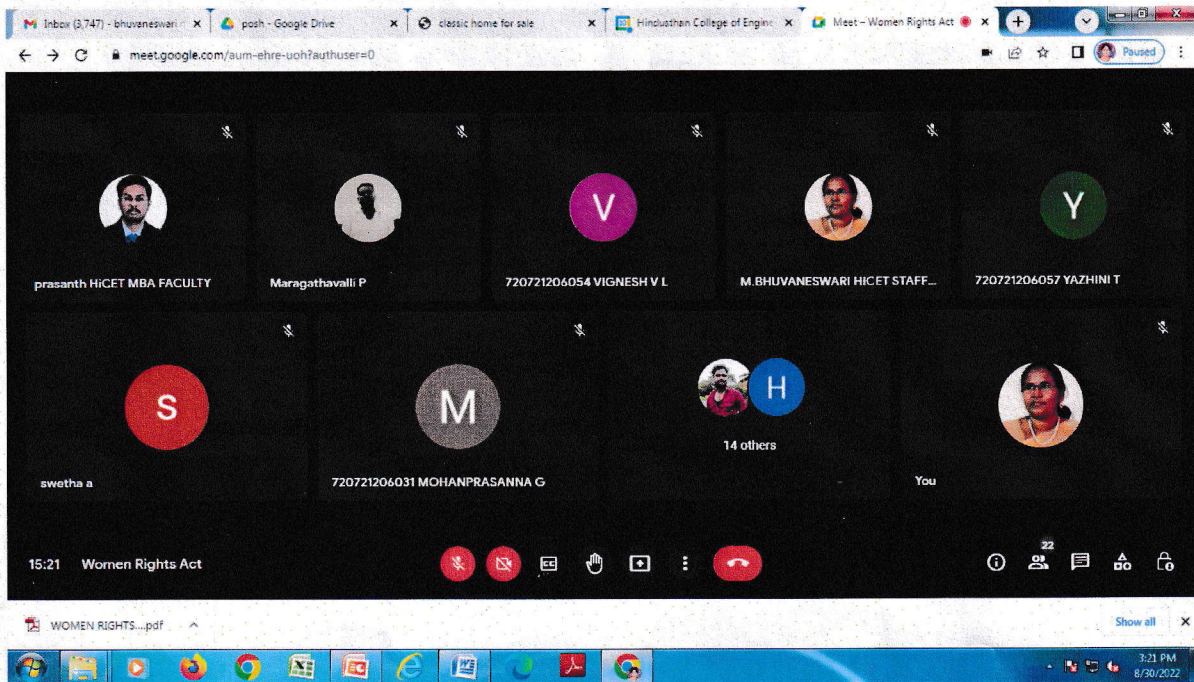 Inbox (3,747) - bhuvaneswari r
posh - Google Drive
classic home for sale
Hindusthan College of Engine
Meet – Women Rights Act
meet.google.com/aum-ehre-uoh?authuser=0
Paused
prasanth HiCET MBA FACULTY
Maragathavalli P
V
720721206054 VIGNESH V L
M.BHUVANESWARI HICET STAFF...
Y
720721206057 YAZHINI T
S
swetha a
M
720721206031 MOHANPRASANNA G
H
14 others
You
15:21 Women Rights Act
CC
22
WOMEN RIGHTS....pdf
Show all
3:21 PM
8/30/2022